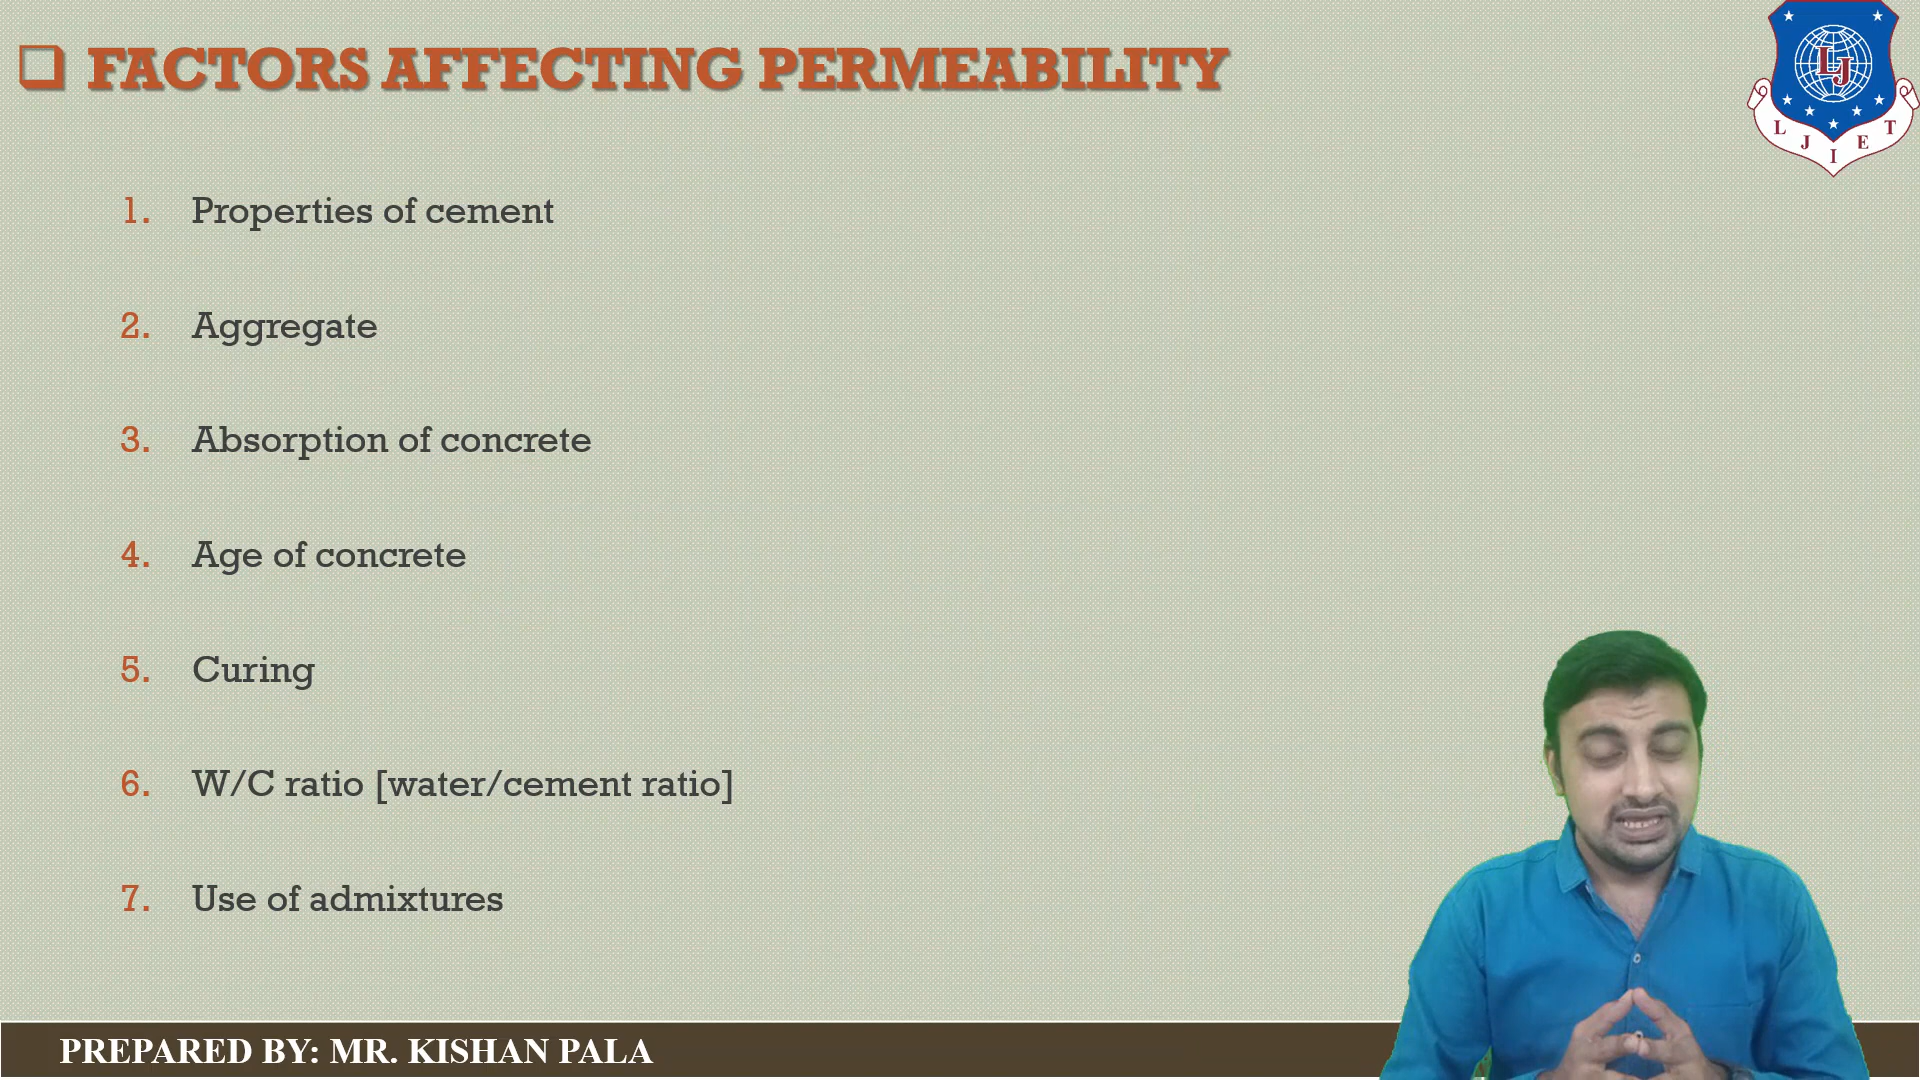 ❑ FACTORS AFFECTING PERMEABILITY
LJ
L J I E T
1. Properties of cement
2. Aggregate
3. Absorption of concrete
4. Age of concrete
5. Curing
6. W/C ratio [water/cement ratio]
7. Use of admixtures
PREPARED BY: MR. KISHAN PALA